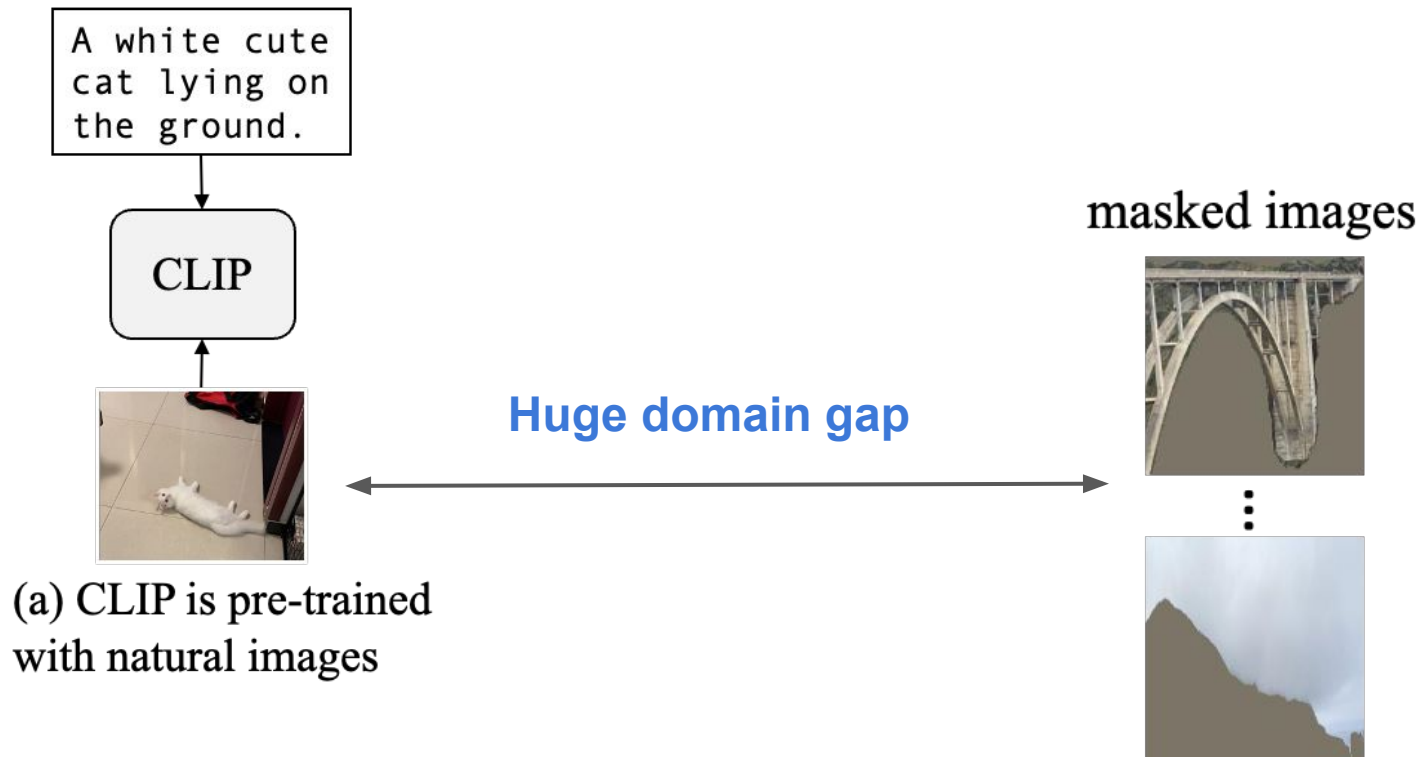 A white cute
cat lying on
the ground.
CLIP
masked images
Huge domain gap
(a) CLIP is pre-trained
with natural images